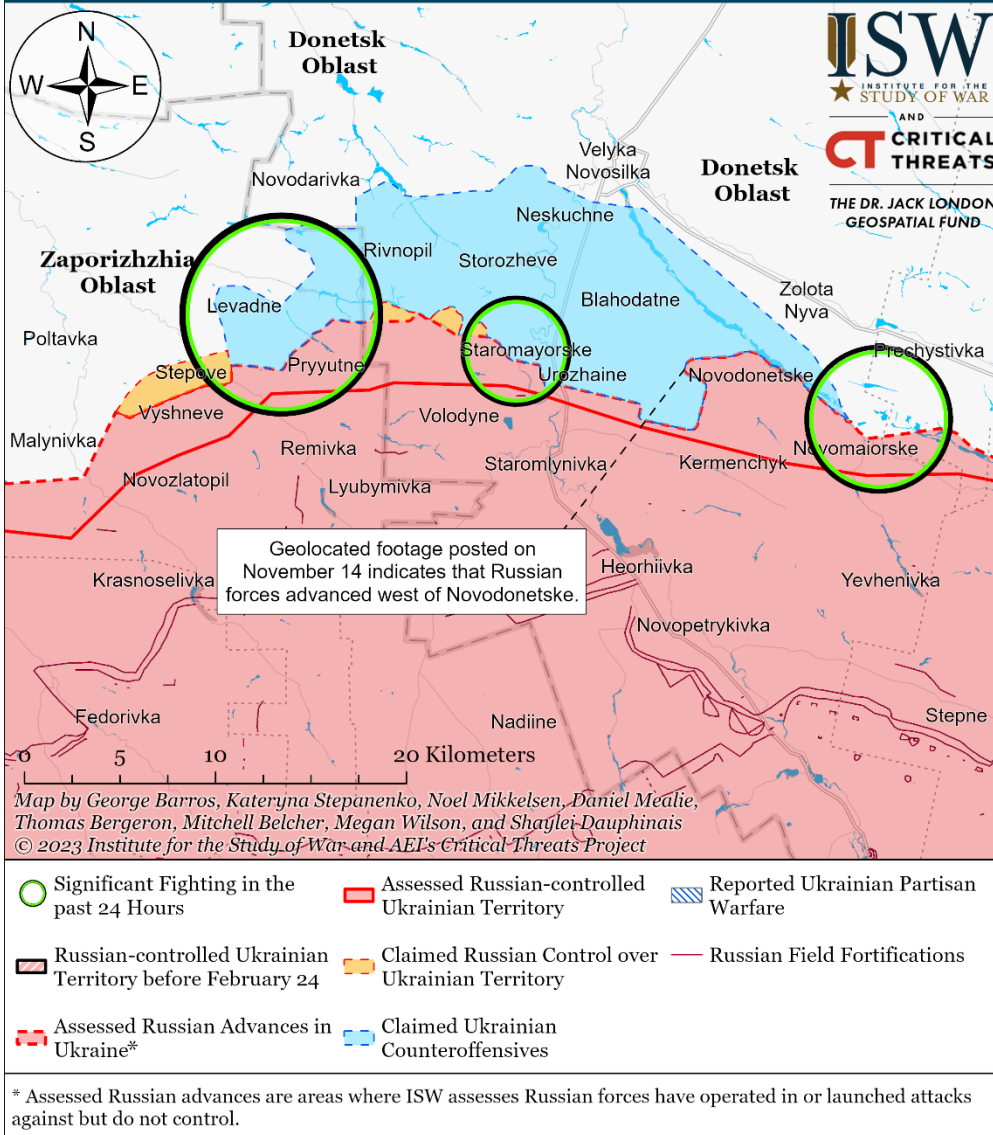 N
W
E
S
Donetsk
Oblast
ISW
INSTITUTE FOR THE
STUDY OF WAR
AND
CT CRITICAL
THREATS
THE DR. JACK LONDON
GEOSPATIAL FUND
Velyka
Novosilka
Donetsk
Oblast
Novodarivka
Neskuchne
Rivnopil
Storozheve
Zaporizhzhia
Oblast
Levadne
Blahodatne
Zolota
Nyva
Poltavka
Staromayorske
Prechystivka
Stepove
Pryyutne
Urozhaine
Novodonetske
Vyshneve
Volodyne
Malynivka
Remivka
Novomaiorske
Staromlynivka
Kermenchyk
Novozlatopil
Lyubymivka
Geolocated footage posted on
November 14 indicates that Russian
forces advanced west of Novodonetske.
Krasnoselivka
Heorhiivka
Yevhenivka
Novopetrykivka
Fedorivka
Nadiine
Stepne
0 5 10 20 Kilometers
Map by George Barros, Kateryna Stepanenko, Noel Mikkelsen, Daniel Mealie,
Thomas Bergeron, Mitchell Belcher, Megan Wilson, and Shaylei Dauphinais
© 2023 Institute for the Study of War and AEI's Critical Threats Project
Significant Fighting in the
past 24 Hours
Assessed Russian-controlled
Ukrainian Territory
Reported Ukrainian Partisan
Warfare
Russian-controlled Ukrainian
Territory before February 24
Claimed Russian Control over
Ukrainian Territory
Russian Field Fortifications
Assessed Russian Advances in
Ukraine*
Claimed Ukrainian
Counteroffensives
* Assessed Russian advances are areas where ISW assesses Russian forces have operated in or launched attacks
against but do not control.